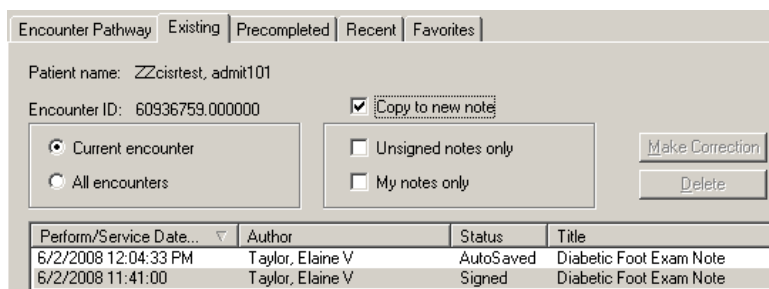 Encounter Pathway Existing Precompleted Recent Favorites
Patient name: ZZcisrtest, admit101
Encounter ID: 60936759.000000 Copy to new note
Current encounter Unsigned notes only Make Correction
All encounters My notes only Delete
Perform/Service Date... Author Status Title
6/2/2008 12:04:33 PM Taylor, Elaine V AutoSaved Diabetic Foot Exam Note
6/2/2008 11:41:00 Taylor, Elaine V Signed Diabetic Foot Exam Note